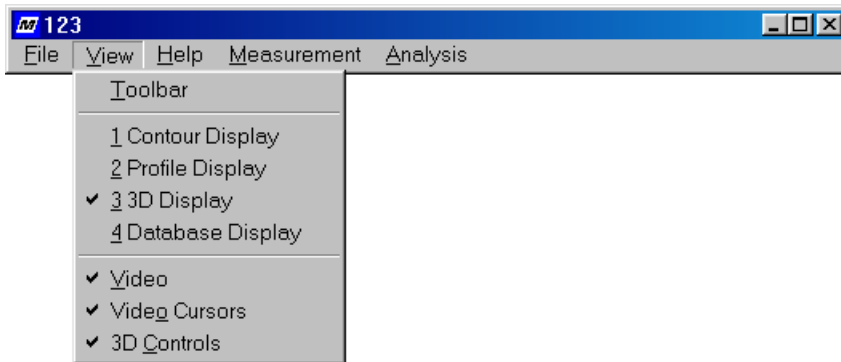 M 123
File View Help Measurement Analysis
Toolbar
1 Contour Display
2 Profile Display
3 3D Display
4 Database Display
Video
Video Cursors
3D Controls